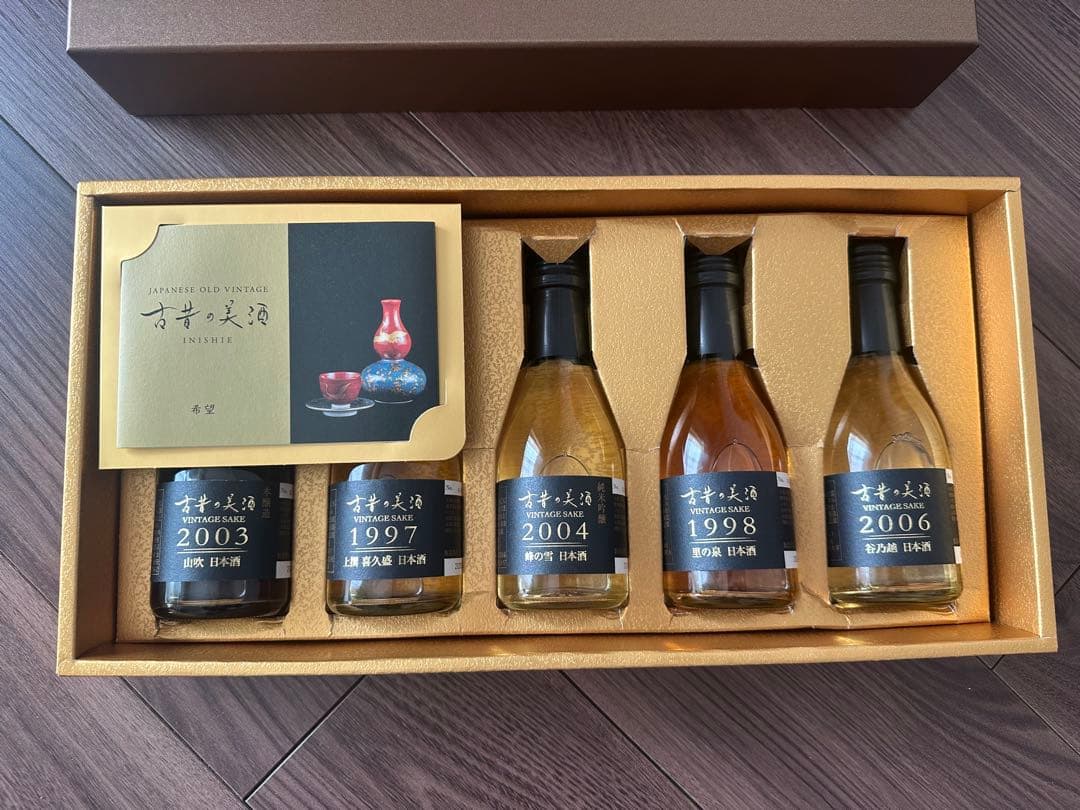 JAPANESE OLD VINTAGE
古昔の美酒
INISHIE
希望
古昔の美酒
VINTAGE SAKE
2003
山吹 日本酒
本醸造
古昔の美酒
VINTAGE SAKE
1997
上撰 喜久盛 日本酒
古昔の美酒
VINTAGE SAKE
2004
蜂の雪 日本酒
純米吟醸
古昔の美酒
VINTAGE SAKE
1998
里の泉 日本酒
古昔の美酒
VINTAGE SAKE
2006
谷乃越 日本酒